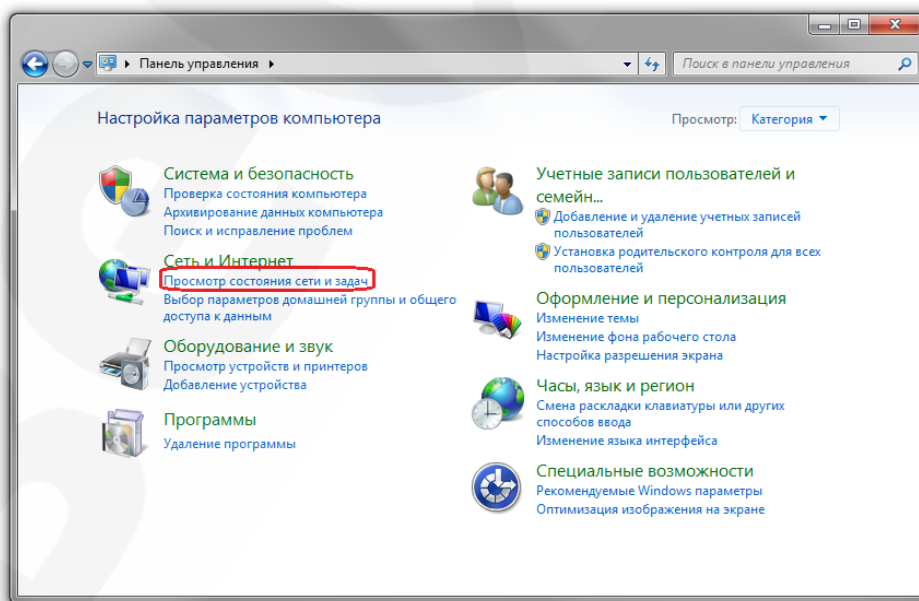 Панель управления
Поиск в панели управления
Настройка параметров компьютера
Просмотр: Категория
Система и безопасность
Проверка состояния компьютера
Архивирование данных компьютера
Поиск и исправление проблем
Сеть и Интернет
Просмотр состояния сети и задач
Выбор параметров домашней группы и общего
доступа к данным
Оборудование и звук
Просмотр устройств и принтеров
Добавление устройства
Программы
Удаление программы
Учетные записи пользователей и
семейн...
Добавление и удаление учетных записей
пользователей
Установка родительского контроля для всех
пользователей
Оформление и персонализация
Изменение темы
Изменение фона рабочего стола
Настройка разрешения экрана
Часы, язык и регион
Смена раскладки клавиатуры или других
способов ввода
Изменение языка интерфейса
Специальные возможности
Рекомендуемые Windows параметры
Оптимизация изображения на экране